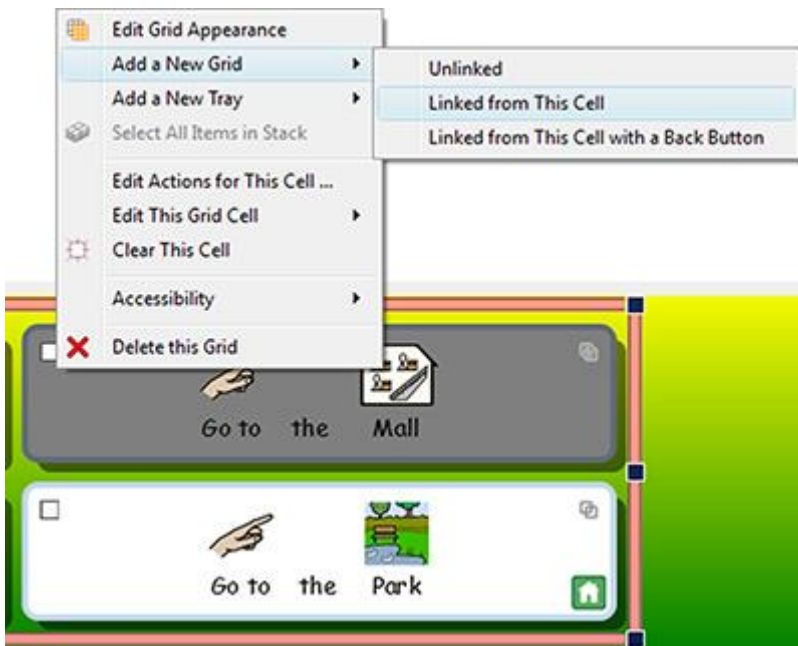 Edit Grid Appearance
Add a New Grid
Add a New Tray
Select All Items in Stack
Edit Actions for This Cell ...
Edit This Grid Cell
Clear This Cell
Accessibility
Delete this Grid
Unlinked
Linked from This Cell
Linked from This Cell with a Back Button
Go to the Mall
Go to the Park